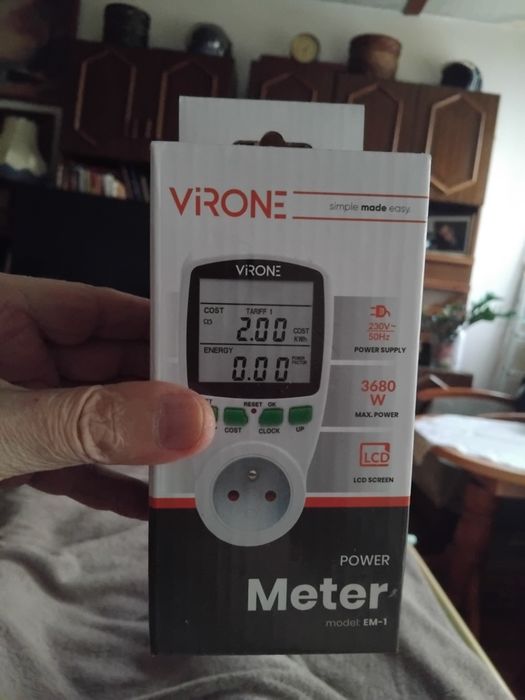 ViRONE
simple made easy.
ViRONE
COST TARIFF 1
2.00 COST KWh
ENERGY
0.00 POWER FACTOR
RESET OK
COST CLOCK UP
230V~
50Hz
POWER SUPPLY
3680
W
MAX. POWER
LCD
LCD SCREEN
POWER
Meter
model: EM-1